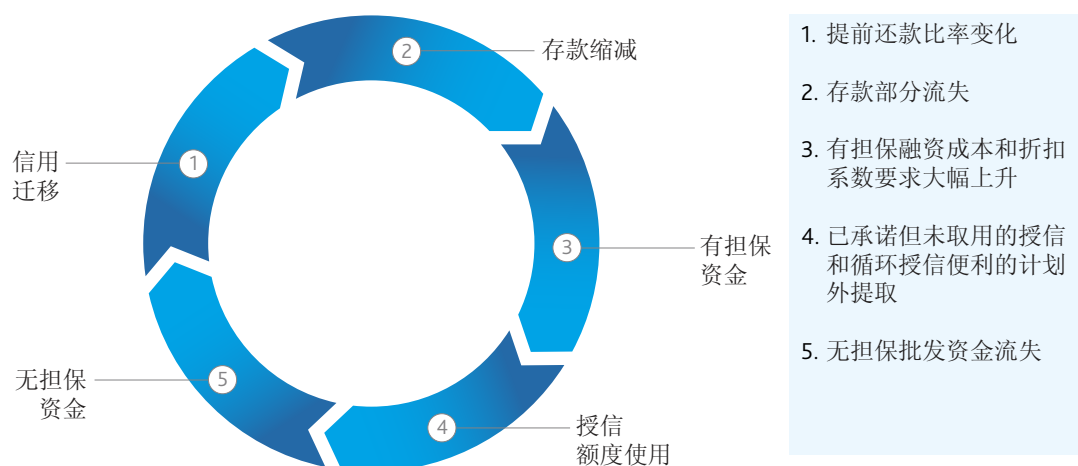 1
信用
迁移
2
存款缩减
3
有担保
资金
4
授信
额度使用
5
无担保
资金
1. 提前还款比率变化
2. 存款部分流失
3. 有担保融资成本和折扣
系数要求大幅上升
4. 已承诺但未取用的授信
和循环授信便利的计划
外提取
5. 无担保批发资金流失